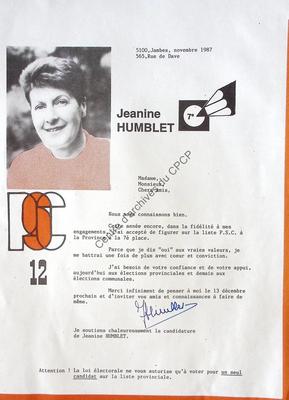 5100,Jambes, novembre 1987
565,Rue de Dave
Jeanine
HUMBLET
7e
Madame,
Monsieur,
Chers amis,
Nous nous connaissons bien.
Cette année encore, dans la fidélité à mes
engagements, j'ai accepté de figurer sur la liste P.S.C. à
la Province à la 7e place.
Parce que je dis "oui" aux vraies valeurs, je
me battrai une fois de plus avec coeur et conviction.
J'ai besoin de votre confiance et de votre appui,
aujourd'hui aux élections provinciales et demain aux
élections communales.
Merci infiniment de penser à moi le 13 décembre
prochain et d'inviter vos amis et connaissances à faire de
même.
PSC
12
JHumblet
Je soutiens chaleureusement la candidature
de Jeanine HUMBLET.
Attention ! La loi électorale ne vous autorise qu'à voter pour un seul
candidat sur la liste provinciale.
Centre d'archives du CPCP